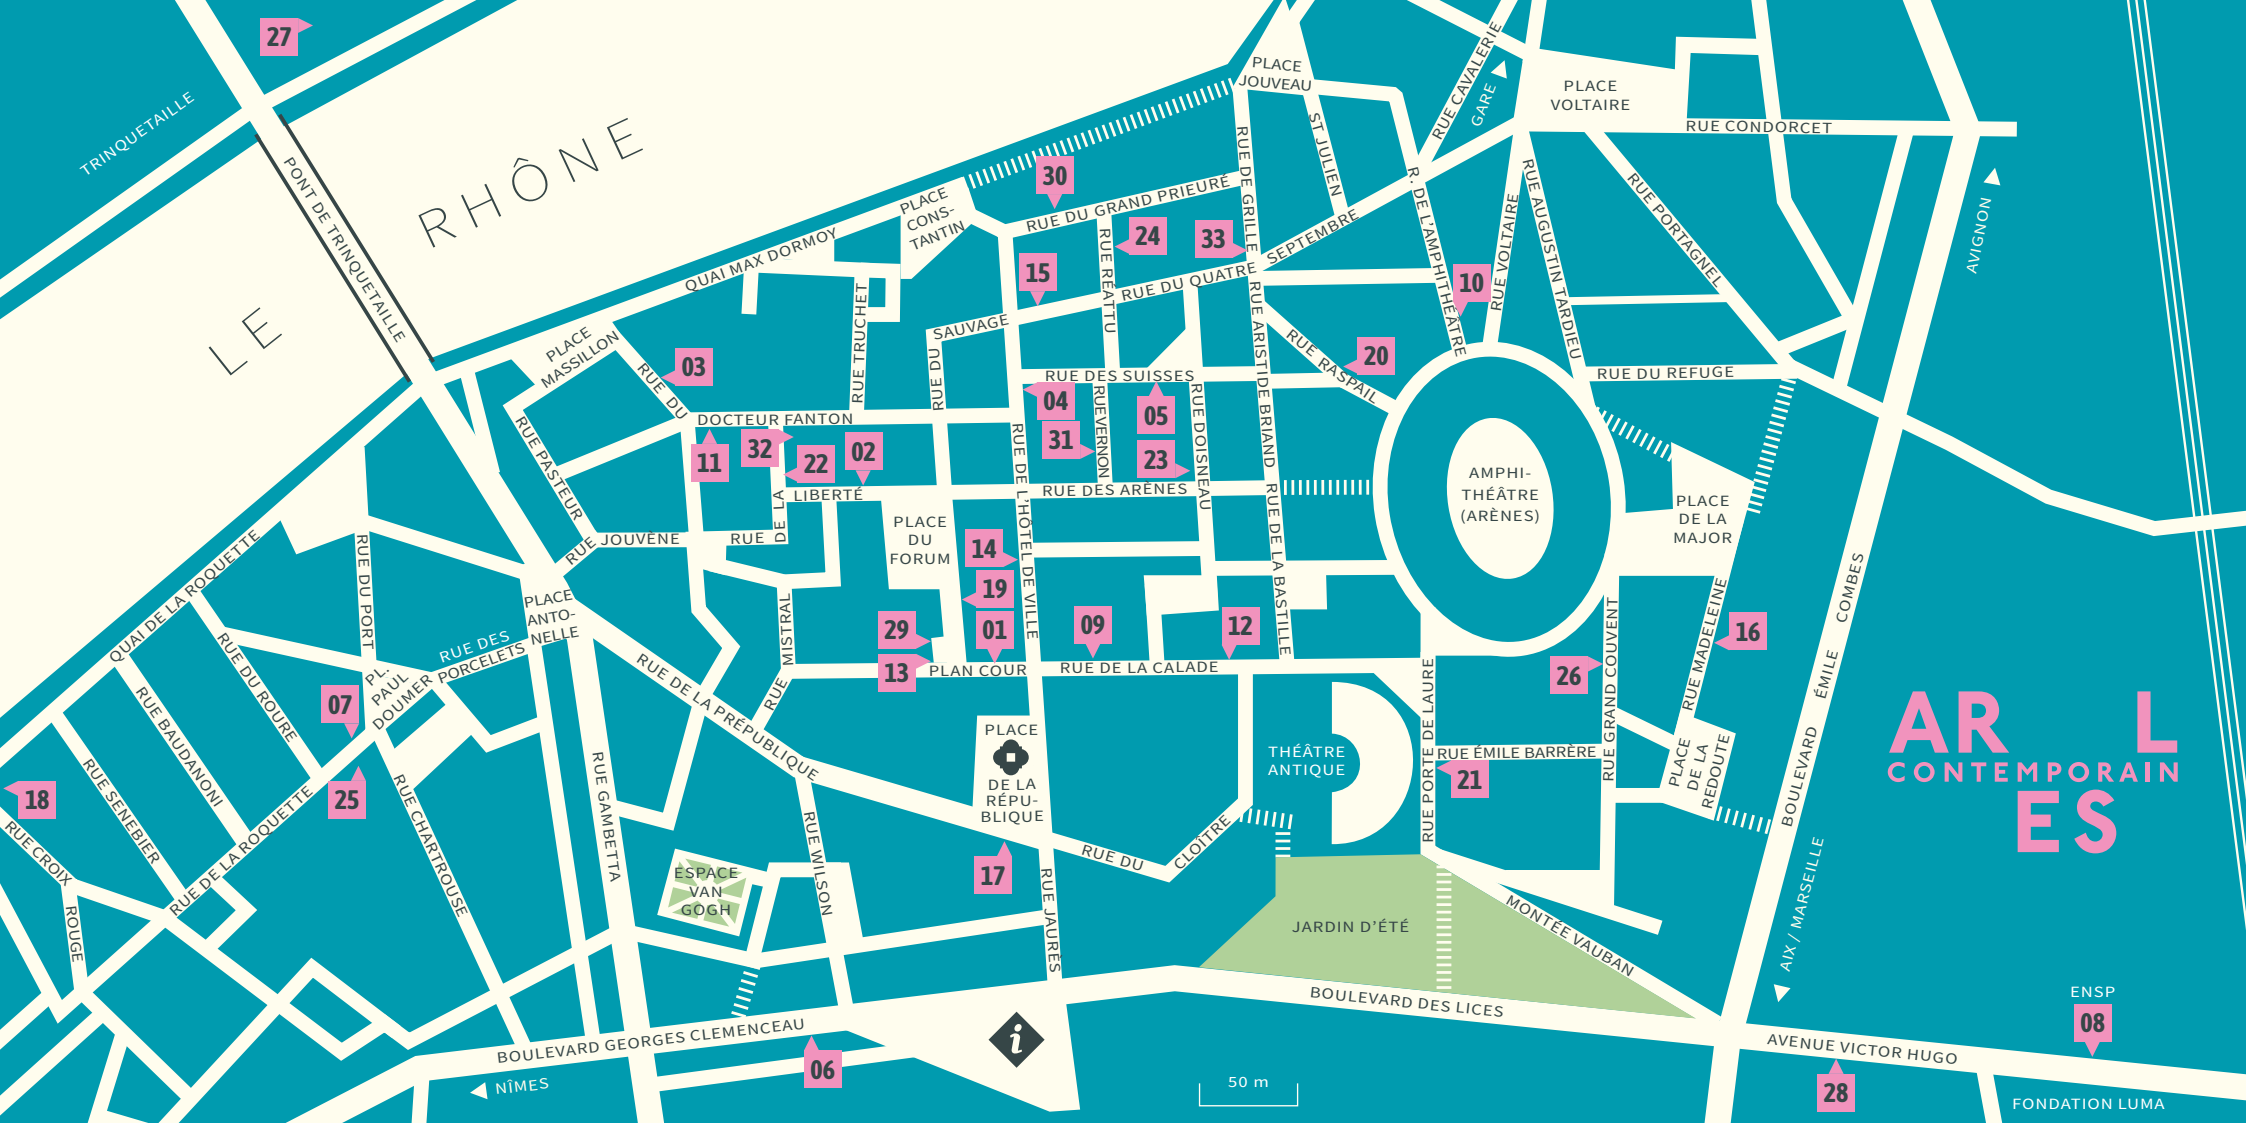 27
TRINQUETAILLE
PONT DE TRINQUETAILLE
LE
RHÔNE
QUAI MAX DORMOY
PLACE
CONS-
TANTIN
PLACE
JOUVEAU
RUE CAVALERIE
GARE
PLACE
VOLTAIRE
RUE CONDORCET
AVIGNON
30
RUE DU GRAND PRIEURÉ
RUE DE GRILLE
ST JULIEN
R. DE L'AMPHITHÉÂTRE
RUE VOLTAIRE
RUE AUGUSTIN TARDIEU
RUE PORTAGNEL
24
33
15
RUE RÉATTU
RUE DU QUATRE SEPTEMBRE
10
RUE ARISTIDE BRIAND
RUE RASPAIL
20
RUE DU REFUGE
PLACE
MASSILLON
03
RUE TRUCHET
RUE DU SAUVAGE
RUE DES SUISSES
RUE DU
DOCTEUR FANTON
04
05
31
23
RUE VERNON
RUE DOISNEAU
11
32
22
02
RUE PASTEUR
RUE JOUVÈNE
RUE DE LA LIBERTÉ
RUE DES ARÈNES
RUE DE L'HÔTEL DE VILLE
RUE DE LA BASTILLE
AMPHI-
THÉÂTRE
(ARÈNES)
PLACE
DE LA
MAJOR
PLACE
DU
FORUM
14
19
29
01
13
09
12
PLAN COUR
RUE DE LA CALADE
RUE MISTRAL
QUAI DE LA ROQUETTE
RUE DU PORT
PLACE
ANTO-
NELLE
RUE DES
PORCELETS
PL.
PAUL
DOUMER
RUE DU ROURE
RUE BAUDANONI
RUE SENEBIER
07
25
18
RUE CROIX
ROUGE
RUE DE LA ROQUETTE
RUE CHARTROUSE
RUE GAMBETTA
RUE DE LA PRÉPUBLIQUE
PLACE
DE LA
RÉPU-
BLIQUE
17
RUE WILSON
ESPACE
VAN
GOGH
RUE JAURÈS
RUE DU
CLOÎTRE
THÉÂTRE
ANTIQUE
RUE PORTE DE LAURE
RUE ÉMILE BARRÈRE
21
26
RUE GRAND COUVENT
RUE MADELEINE
16
PLACE
DE LA
REDOUTE
BOULEVARD ÉMILE COMBES
AIX / MARSEILLE
ARL
CONTEMPORAIN
ES
JARDIN D'ÉTÉ
MONTÉE VAUBAN
BOULEVARD DES LICES
BOULEVARD GEORGES CLEMENCEAU
NÎMES
06
i
50 m
AVENUE VICTOR HUGO
28
ENSP
08
FONDATION LUMA